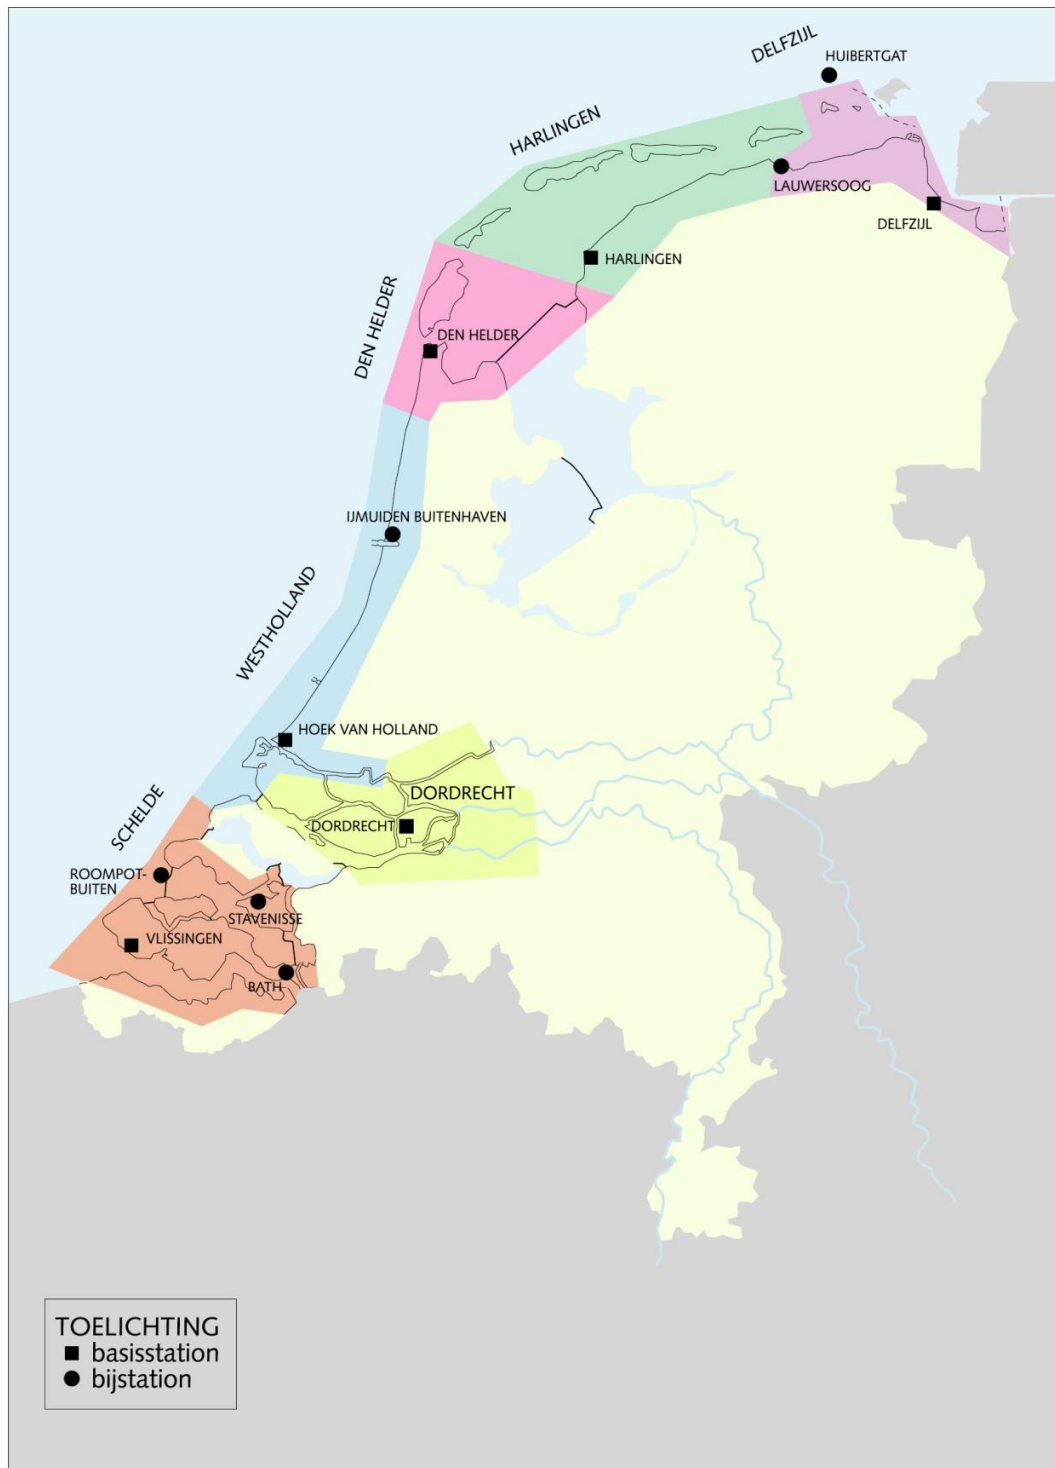 DELFZIJL
HUIBERTGAT
HARLINGEN
LAUWERSOOG
DELFZIJL
HARLINGEN
DEN HELDER
DEN HELDER
IJMUIDEN BUITENHAVEN
WESTHOLLAND
HOEK VAN HOLLAND
SCHELDE
DORDRECHT
DORDRECHT
ROOMPOT-
BUITEN
STAVENISSE
VLISSINGEN
BATH
TOELICHTING
basisstation
bijstation